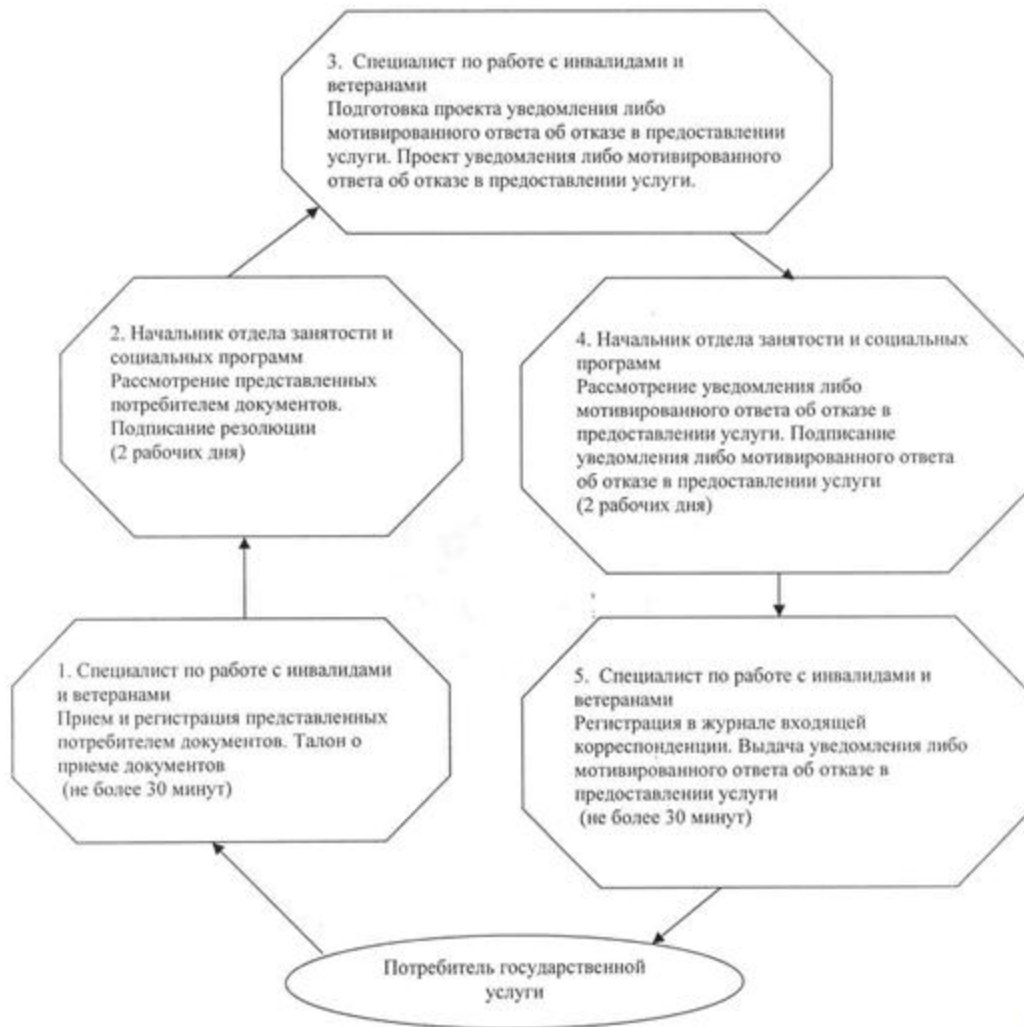 3. Специалист по работе с инвалидами и
ветеранами
Подготовка проекта уведомления либо
мотивированного ответа об отказе в предоставлении
услуги. Проект уведомления либо мотивированного
ответа об отказе в предоставлении услуги.
2. Начальник отдела занятости и
социальных программ
Рассмотрение представленных
потребителем документов.
Подписание резолюции
(2 рабочих дня)
4. Начальник отдела занятости и социальных
программ
Рассмотрение уведомления либо
мотивированного ответа об отказе в
предоставлении услуги. Подписание
уведомления либо мотивированного ответа
об отказе в предоставлении услуги
(2 рабочих дня)
1. Специалист по работе с инвалидами
и ветеранами
Прием и регистрация представленных
потребителем документов. Талон о
приеме документов
(не более 30 минут)
5. Специалист по работе с инвалидами и
ветеранами
Регистрация в журнале входящей
корреспонденции. Выдача уведомления либо
мотивированного ответа об отказе в
предоставлении услуги
(не более 30 минут)
Потребитель государственной
услуги